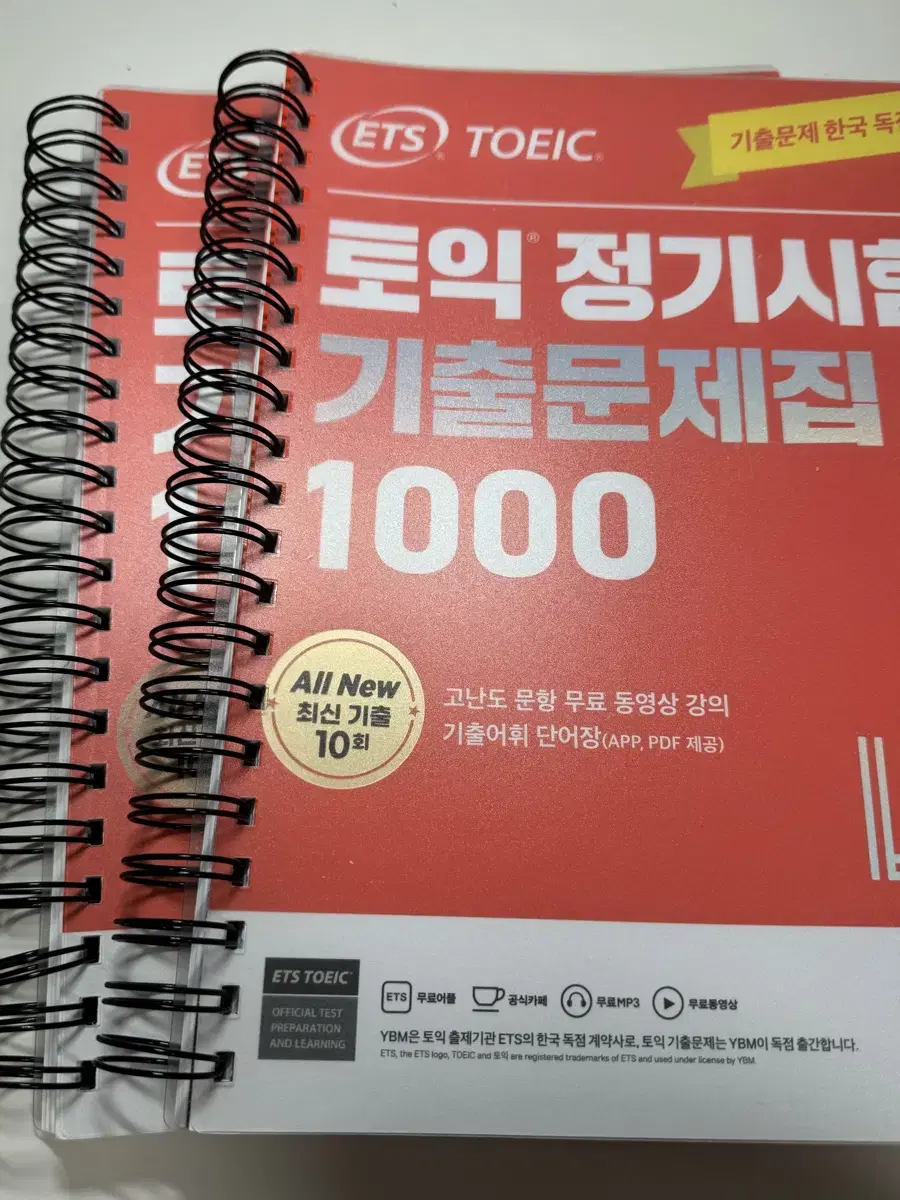 ETS® TOEIC®
기출문제 한국 독점
토익® 정기시험
기출문제집
1000
All New
최신 기출
10회
고난도 문항 무료 동영상 강의
기출어휘 단어장(APP, PDF 제공)
ETS TOEIC
OFFICIAL TEST
PREPARATION
AND LEARNING
ETS 무료어플 공식카페 무료MP3 무료동영상
YBM은 토익 출제기관 ETS의 한국 독점 계약사로, 토익 기출문제는 YBM이 독점 출간합니다.
ETS, the ETS logo, TOEIC and 토익 are registered trademarks of ETS and used under license by YBM.